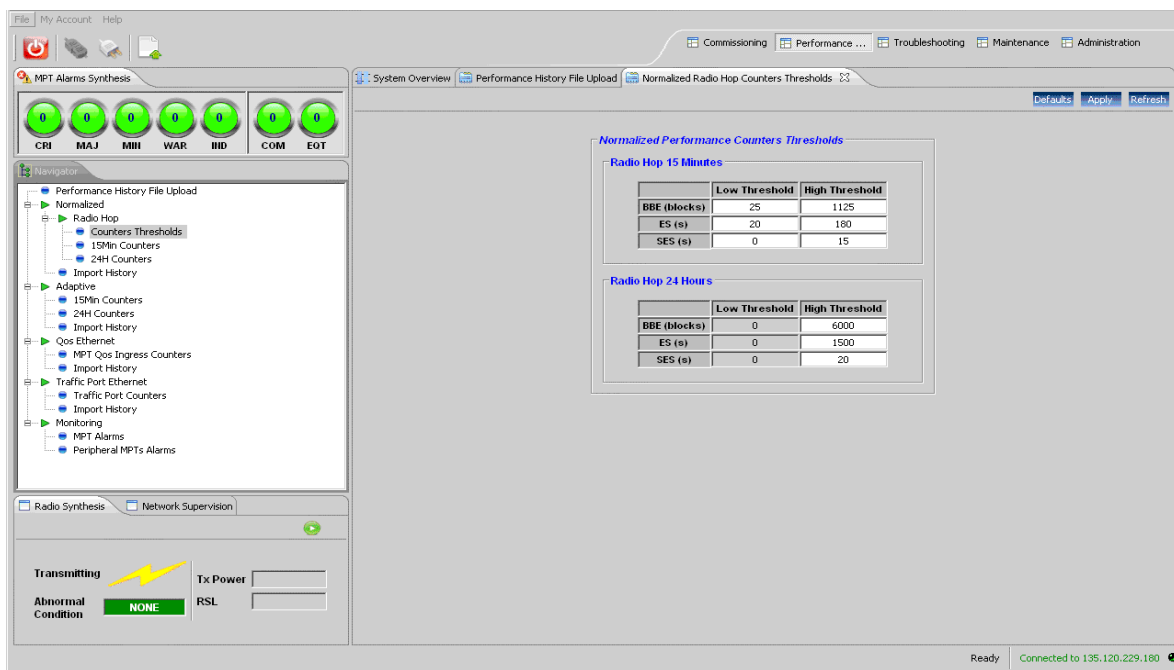 File My Account Help
Commissioning Performance ... Troubleshooting Maintenance Administration
MPT Alarms Synthesis
0 0 0 0 0 0 0
CRI MAJ MIN WAR IND COM EQT
Navigator
Performance History File Upload
Normalized
Radio Hop
Counters Thresholds
15Min Counters
24H Counters
Import History
Adaptive
15Min Counters
24H Counters
Import History
Qos Ethernet
MPT Qos Ingress Counters
Import History
Traffic Port Ethernet
Traffic Port Counters
Import History
Monitoring
MPT Alarms
Peripheral MPTs Alarms
Radio Synthesis Network Supervision
Transmitting
Abnormal
Condition
NONE
Tx Power
RSL
System Overview Performance History File Upload Normalized Radio Hop Counters Thresholds
Defaults Apply Refresh
Normalized Performance Counters Thresholds
Radio Hop 15 Minutes
Low Threshold High Threshold
BBE (blocks) 25 1125
ES (s) 20 180
SES (s) 0 15
Radio Hop 24 Hours
Low Threshold High Threshold
BBE (blocks) 0 6000
ES (s) 0 1500
SES (s) 0 20
Ready Connected to 135.120.229.180